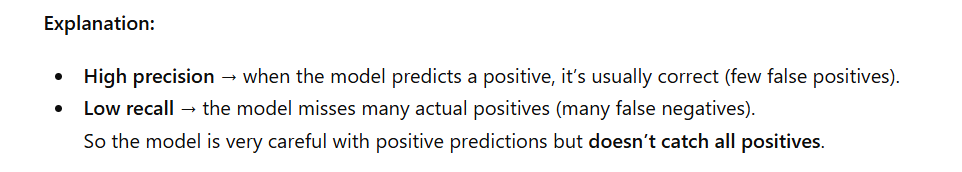 Explanation:
• High precision → when the model predicts a positive, it’s usually correct (few false positives).
• Low recall → the model misses many actual positives (many false negatives).
So the model is very careful with positive predictions but doesn’t catch all positives.